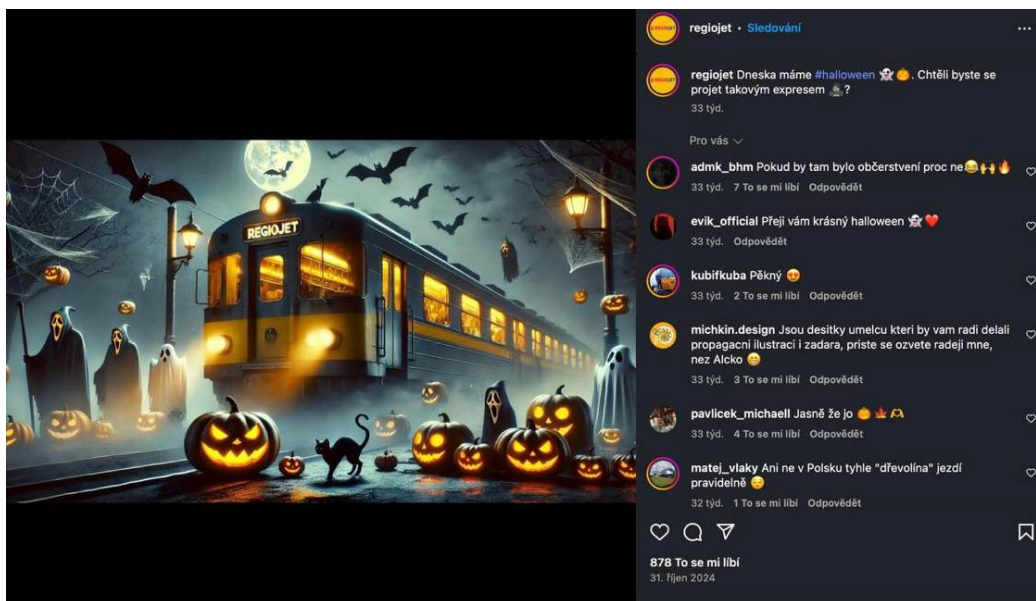 REGIOJET
regiojet • Sledování
regiojet Dneska máme #halloween 👻🎃. Chtěli byste se
projet takovým expresem 🚂?
33 týd.
Pro vás
admk_bhm Pokud by tam bylo občerstvení proc ne😂🙌🔥
33 týd. 7 To se mi líbí Odpovědět
evik_official Přeji vám krásný halloween 👻❤️
33 týd. Odpovědět
kubifkuba Pěkný 😍
33 týd. 2 To se mi líbí Odpovědět
michkin.design Jsou desitky umelcu kteri by vam radi delali
propagacni ilustraci i zadara, priste se ozvete radeji mne,
nez AIcko 😁
33 týd. 3 To se mi líbí Odpovědět
pavlicek_michaell Jasně že jo 🎃🍁🫶
33 týd. 4 To se mi líbí Odpovědět
matej_vlaky Ani ne v Polsku tyhle "dřevolína" jezdí
pravidelně 😌
32 týd. 1 To se mi líbí Odpovědět
878 To se mi líbí
31. říjen 2024